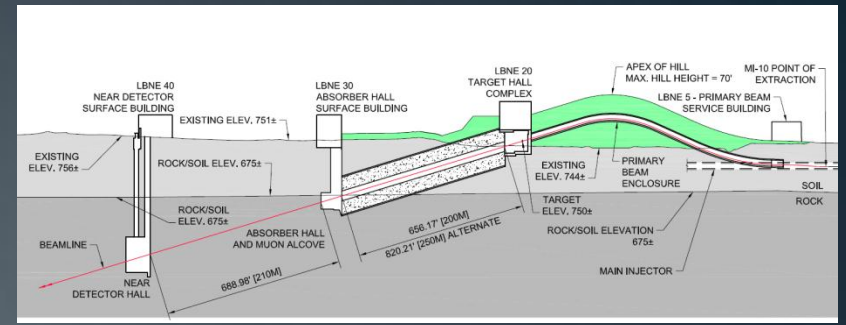 LBNE 40
NEAR DETECTOR
SURFACE BUILDING
EXISTING ELEV. 751±
LBNE 30
ABSORBER HALL
SURFACE BUILDING
LBNE 20
TARGET HALL
COMPLEX
APEX OF HILL
MAX. HILL HEIGHT = 70'
MI-10 POINT OF
EXTRACTION
LBNE 5 - PRIMARY BEAM
SERVICE BUILDING
EXISTING
ELEV. 756±
ROCK/SOIL ELEV. 675±
EXISTING
ELEV. 744±
PRIMARY
BEAM
ENCLOSURE
SOIL
ROCK
ROCK/SOIL
ELEV. 675±
TARGET
ELEV. 750±
ROCK/SOIL ELEVATION
675±
BEAMLINE
ABSORBER HALL
AND MUON ALCOVE
656.17' [200M]
820.21' [250M] ALTERNATE
MAIN INJECTOR
NEAR
DETECTOR HALL
688.98' [210M]